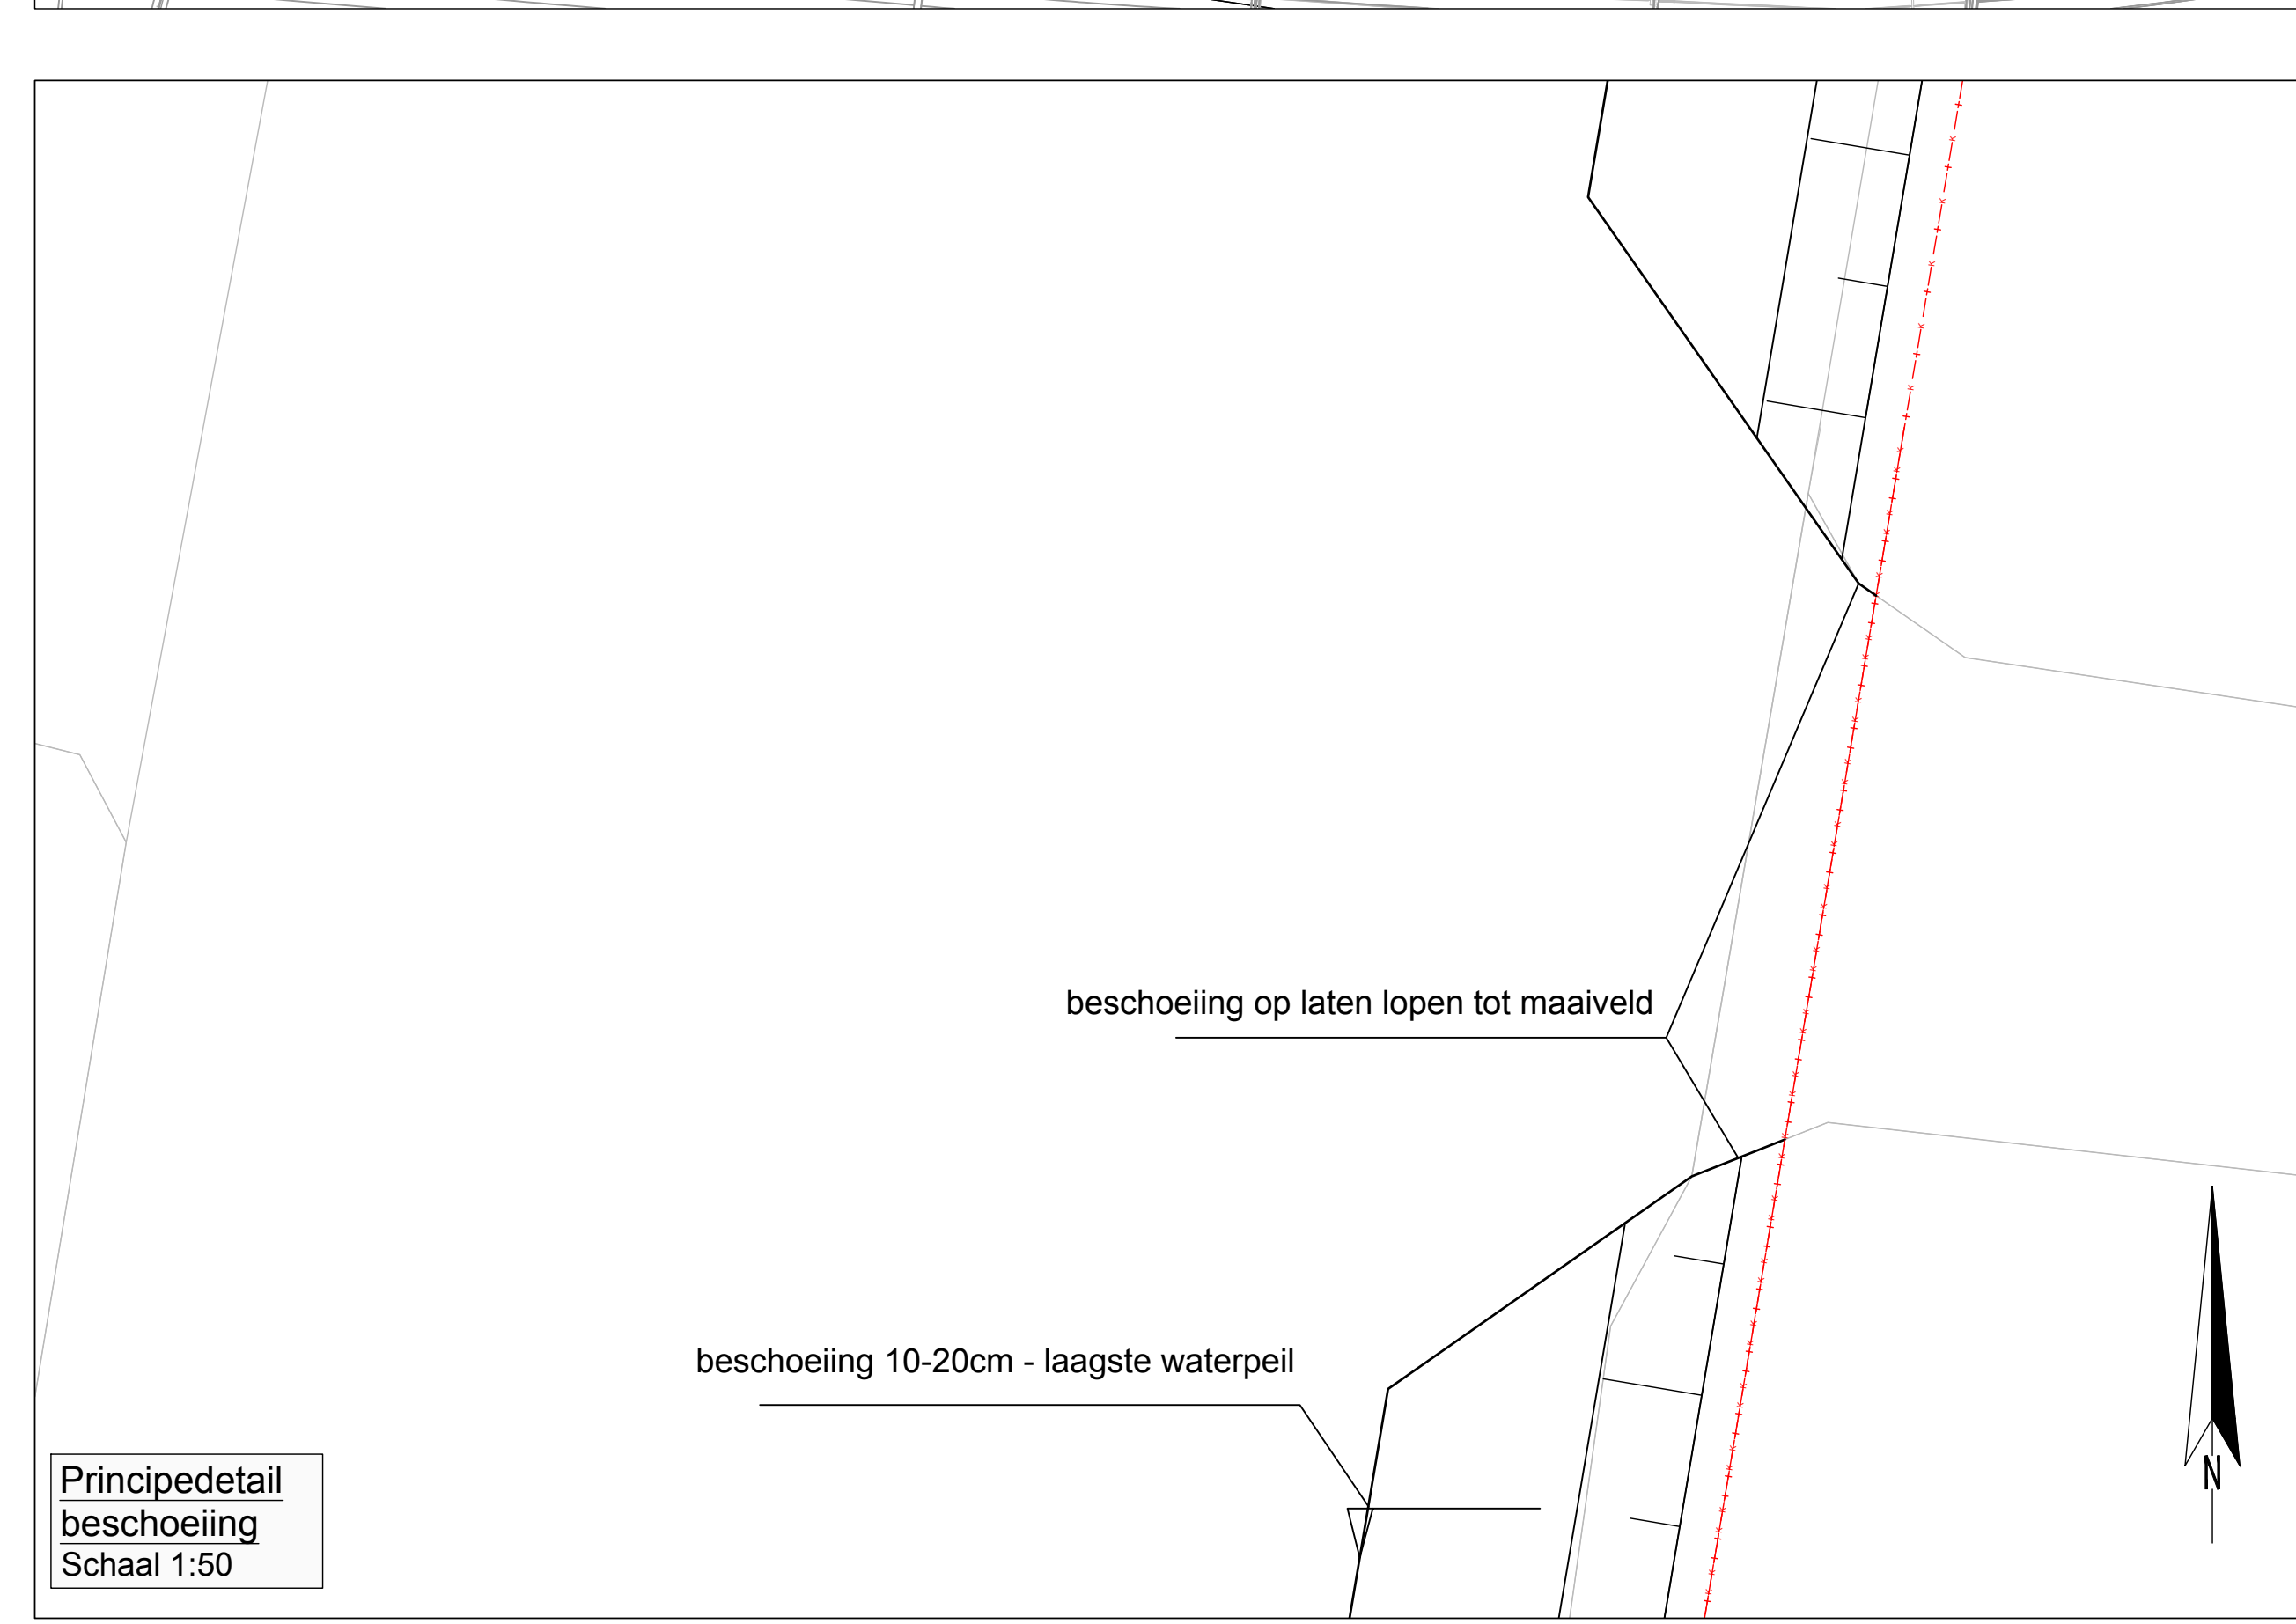 beschoeiing op laten lopen tot maaiveld
beschoeiing 10-20cm - laagste waterpeil
Principedetail
beschoeiing
Schaal 1:50
N